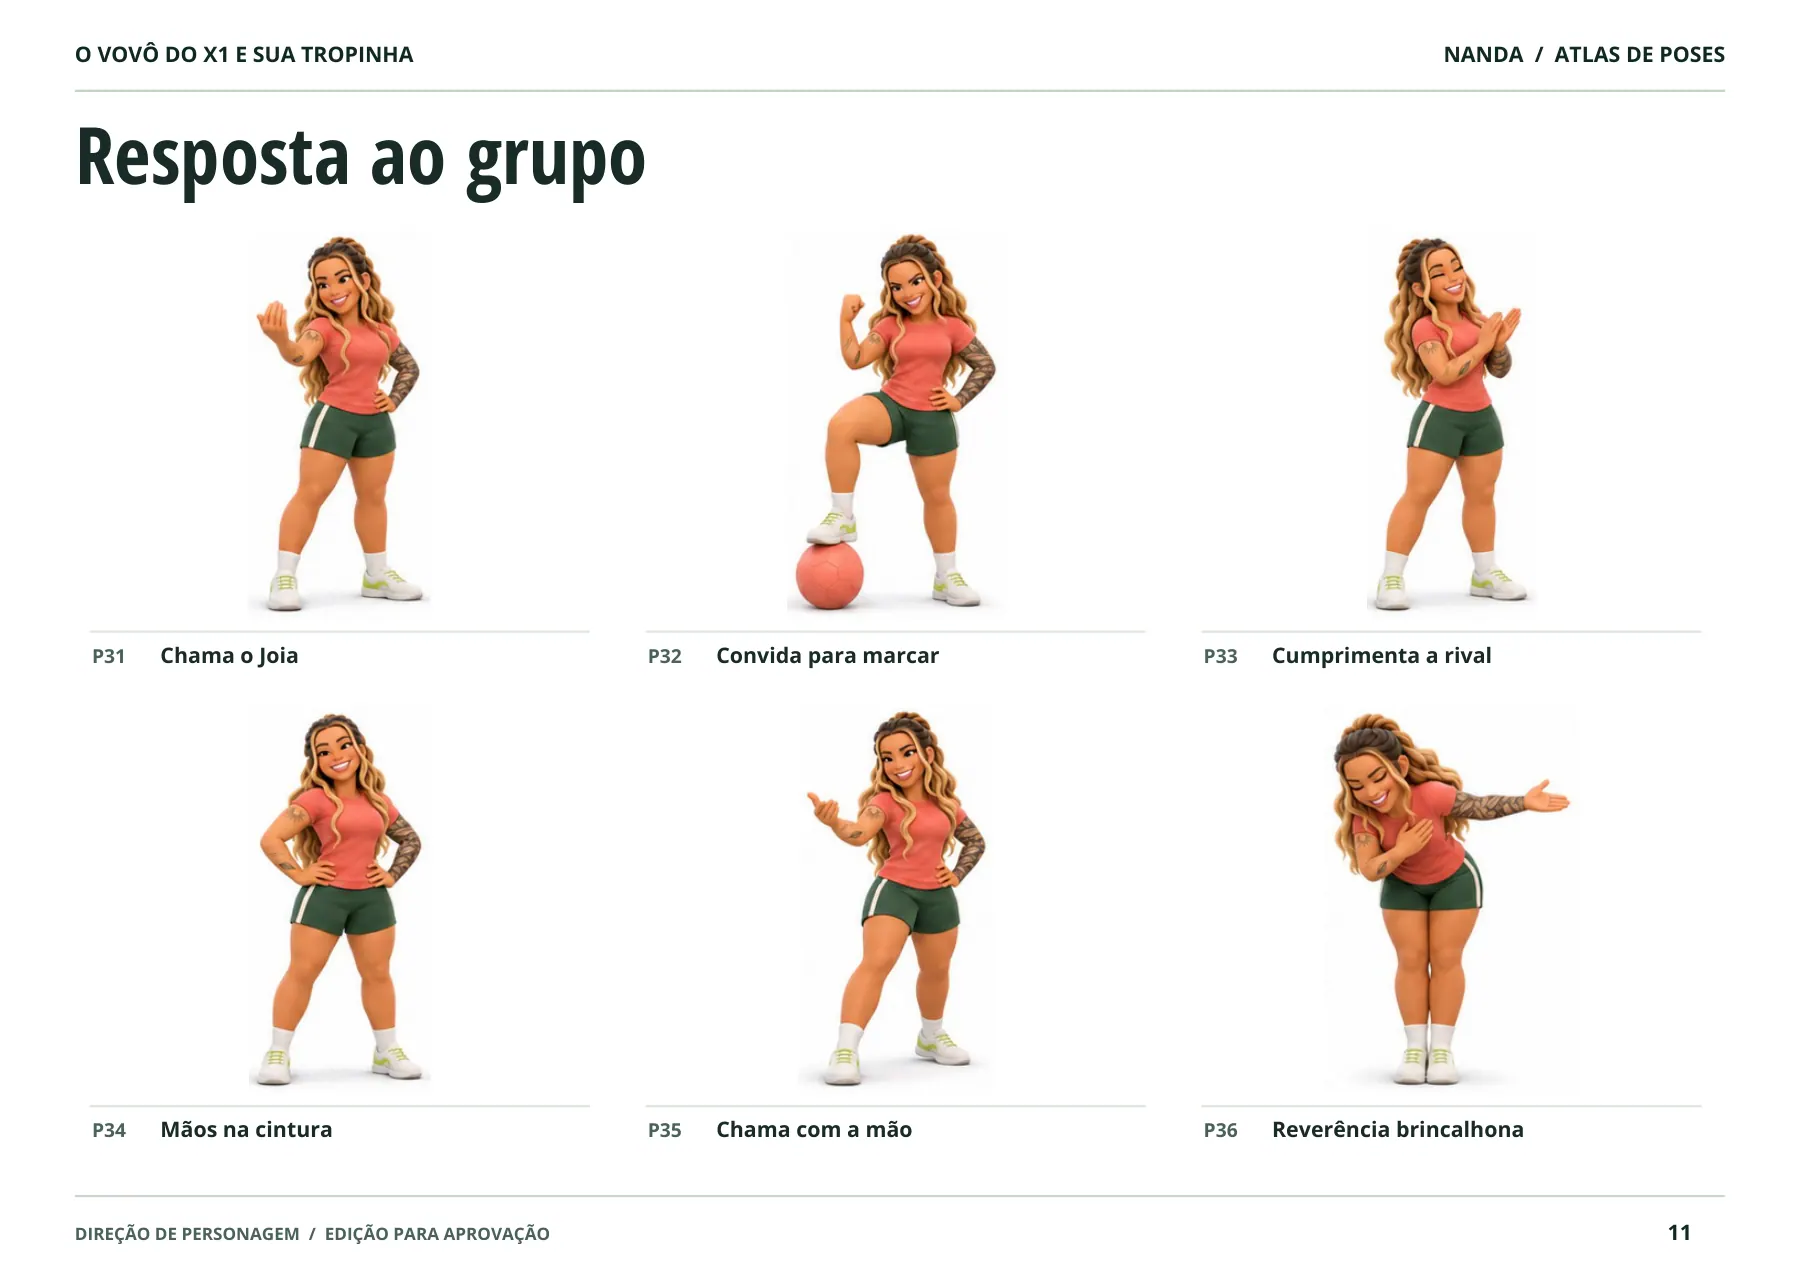 O VOVÔ DO X1 E SUA TROPINHA
NANDA / ATLAS DE POSES
Resposta ao grupo
P31 Chama o Joia
P32 Convida para marcar
P33 Cumprimenta a rival
P34 Mãos na cintura
P35 Chama com a mão
P36 Reverência brincalhona
DIREÇÃO DE PERSONAGEM / EDIÇÃO PARA APROVAÇÃO
11